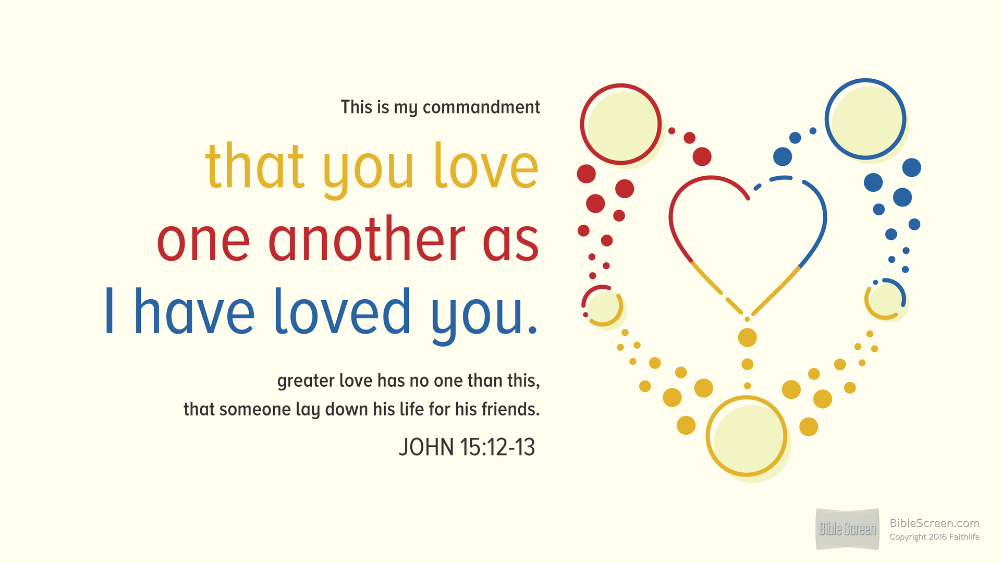 This is my commandment
that you love
one another as
I have loved you.
greater love has no one than this,
that someone lay down his life for his friends.
JOHN 15:12-13
Bible Screen
BibleScreen.com
Copyright 2016 Faithlife